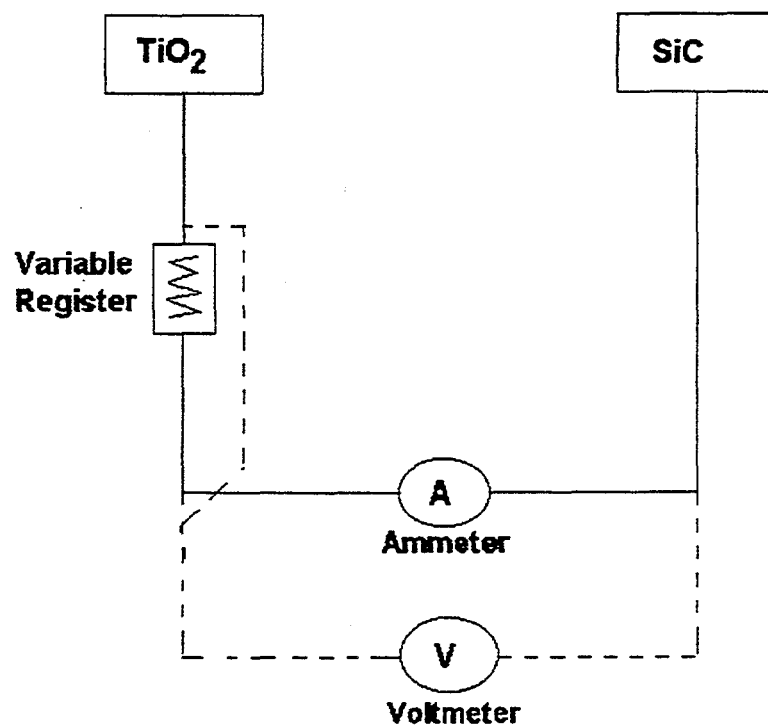 TiO2
SiC
Variable
Register
A
Ammeter
V
Voltmeter